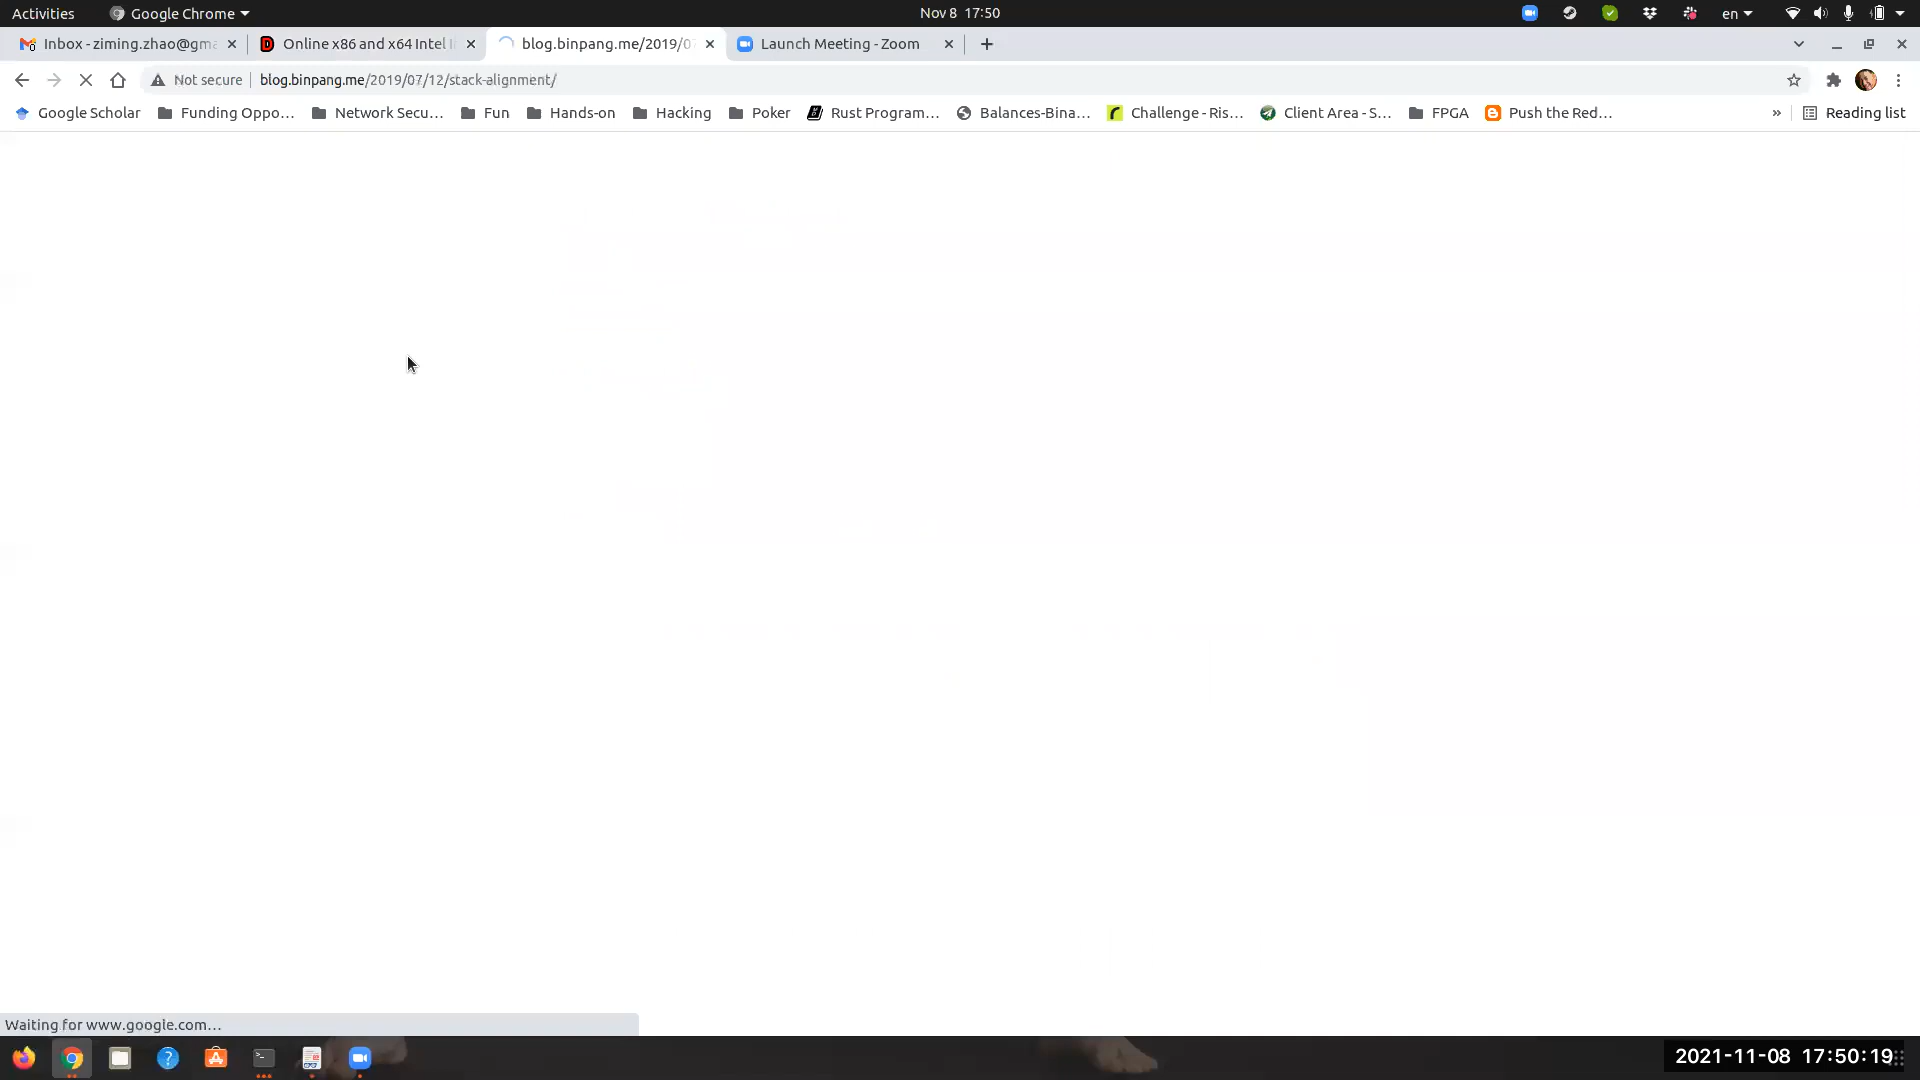 Activities Google Chrome Nov 8 17:50 en
Inbox - ziming.zhao@gma Online x86 and x64 Intel I blog.binpang.me/2019/07 Launch Meeting - Zoom
Not secure blog.binpang.me/2019/07/12/stack-alignment/
Google Scholar Funding Oppo... Network Secu... Fun Hands-on Hacking Poker Rust Program... Balances-Bina... Challenge - Ris... Client Area - S... FPGA Push the Red... » Reading list
Waiting for www.google.com...
2021-11-08 17:50:19